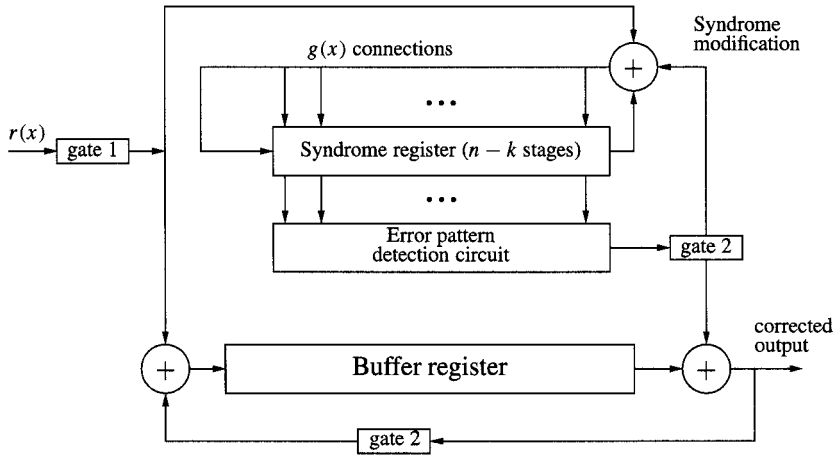 Syndrome
modification
g(x) connections
...
r(x)
gate 1
Syndrome register (n − k stages)
...
Error pattern
detection circuit
gate 2
corrected
output
Buffer register
gate 2
+
+
+